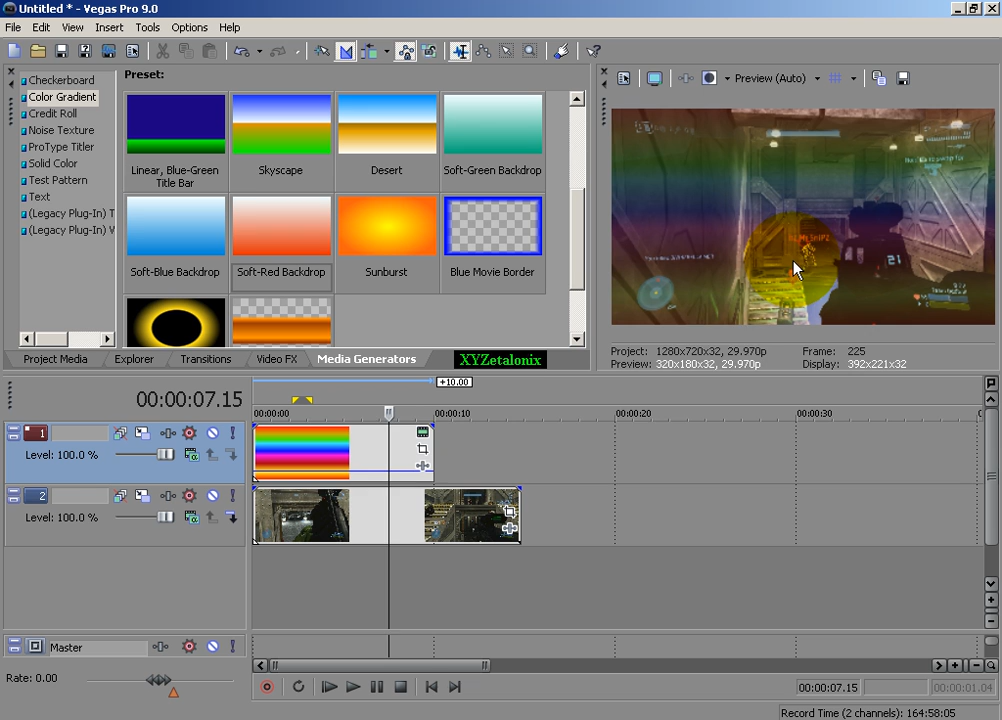 Untitled * - Vegas Pro 9.0
File Edit View Insert Tools Options Help
Checkerboard
Color Gradient
Credit Roll
Noise Texture
ProType Titler
Solid Color
Test Pattern
Text
(Legacy Plug-In) T
(Legacy Plug-In) V
Preset:
Linear, Blue-Green Title Bar
Skyscape
Desert
Soft-Green Backdrop
Soft-Blue Backdrop
Soft-Red Backdrop
Sunburst
Blue Movie Border
Project Media Explorer Transitions Video FX Media Generators XYZetalonix
Preview (Auto)
Project: 1280x720x32, 29.970p Frame: 225
Preview: 320x180x32, 29.970p Display: 392x221x32
00:00:07.15
+10.00
00:00:00 00:00:10 00:00:20 00:00:30
1
Level: 100.0 %
2
Level: 100.0 %
Master
Rate: 0.00
00:00:07.15 00:00:01.04
Record Time (2 channels): 164:58:05